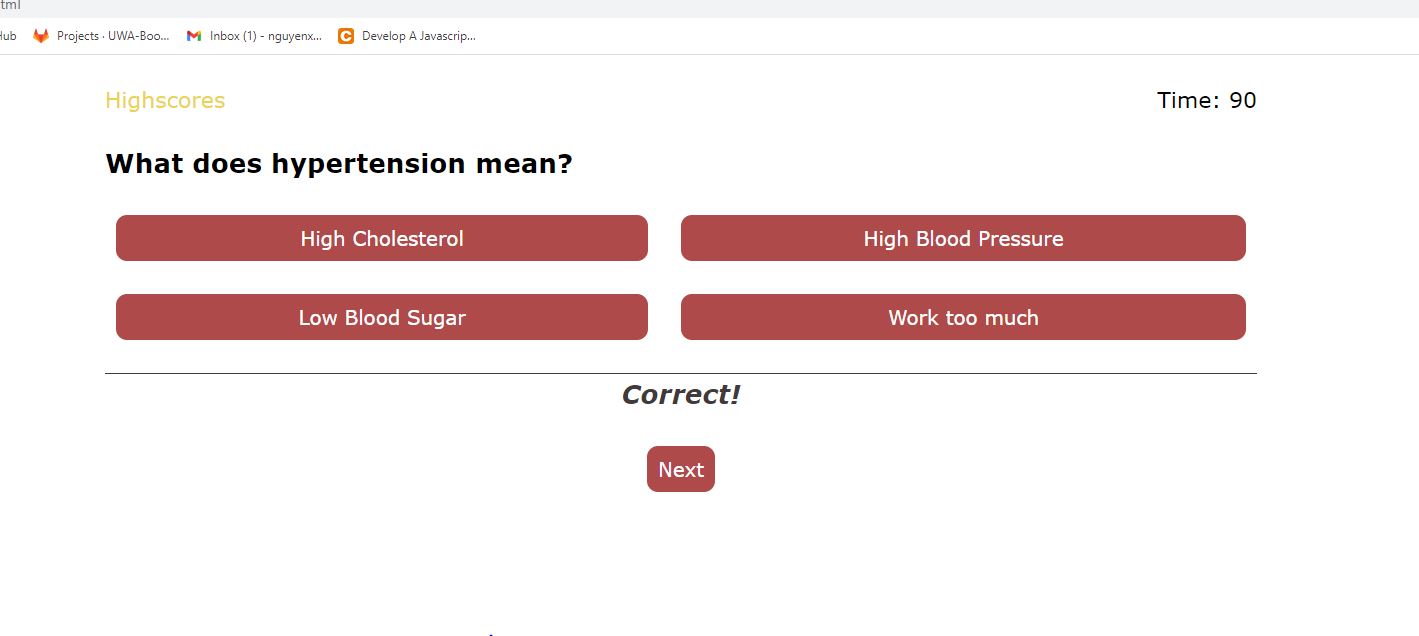 tml
Hub Projects · UWA-Boo... Inbox (1) - nguyenx... Develop A Javascrip...
Highscores Time: 90
What does hypertension mean?
High Cholesterol High Blood Pressure
Low Blood Sugar Work too much
Correct!
Next